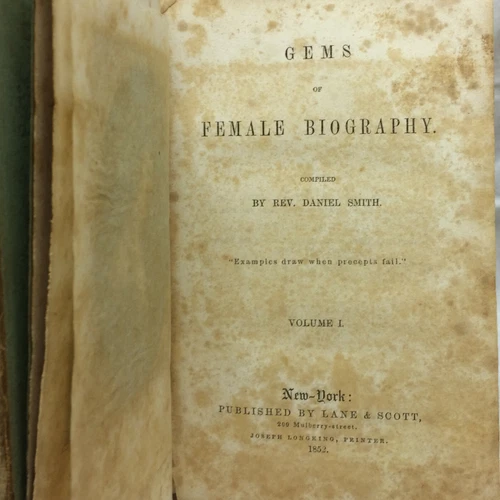 GEMS
OF
FEMALE BIOGRAPHY.
COMPILED
BY REV. DANIEL SMITH.
"Examples draw when precepts fail."
VOLUME I.
New-York:
PUBLISHED BY LANE & SCOTT,
200 Mulberry-street.
JOSEPH LONGKING, PRINTER.
1852.